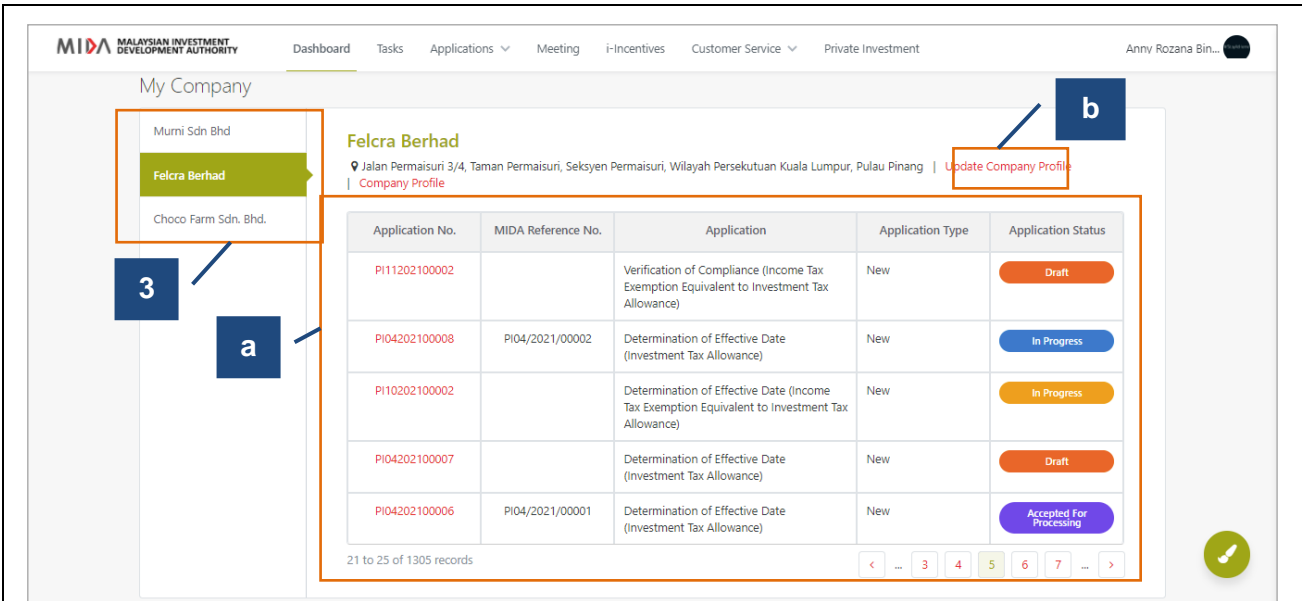 MIDA MALAYSIAN INVESTMENT DEVELOPMENT AUTHORITY
Dashboard Tasks Applications Meeting i-Incentives Customer Service Private Investment Anny Rozana Bin...
My Company
b
Murni Sdn Bhd
Felcra Berhad
Choco Farm Sdn. Bhd.
3
a
Felcra Berhad
Jalan Permaisuri 3/4, Taman Permaisuri, Seksyen Permaisuri, Wilayah Persekutuan Kuala Lumpur, Pulau Pinang | Update Company Profile
| Company Profile
Application No. MIDA Reference No. Application Application Type Application Status
PI11202100002 Verification of Compliance (Income Tax New Draft
Exemption Equivalent to Investment Tax
Allowance)
PI04202100008 PI04/2021/00002 Determination of Effective Date New In Progress
(Investment Tax Allowance)
PI10202100002 Determination of Effective Date (Income New In Progress
Tax Exemption Equivalent to Investment Tax
Allowance)
PI04202100007 Determination of Effective Date New Draft
(Investment Tax Allowance)
PI04202100006 PI04/2021/00001 Determination of Effective Date New Accepted For
(Investment Tax Allowance) Processing
21 to 25 of 1305 records < ... 3 4 5 6 7 ... >